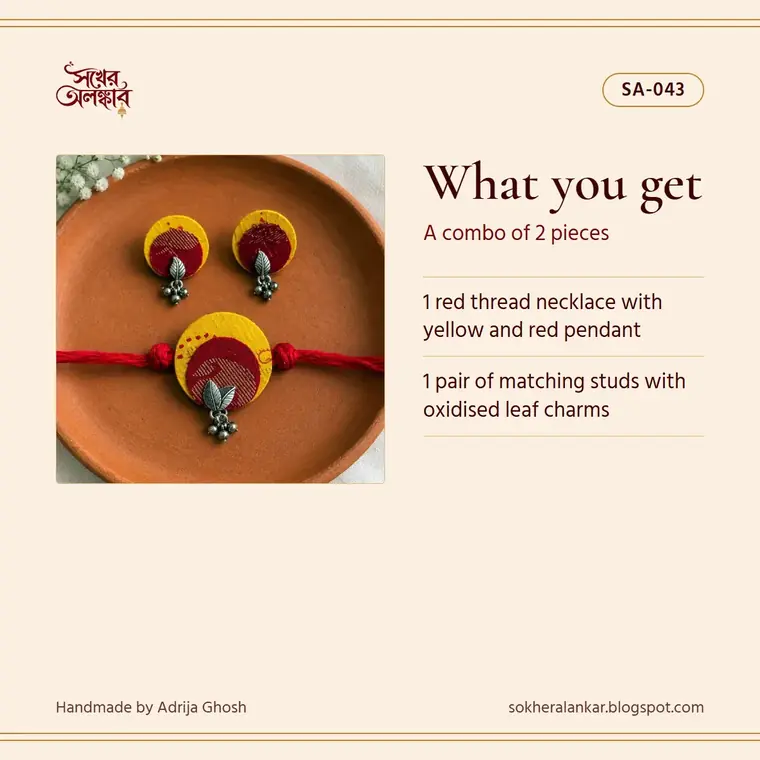 সখের
অলঙ্কার
SA-043
What you get
A combo of 2 pieces
1 red thread necklace with
yellow and red pendant
1 pair of matching studs with
oxidised leaf charms
Handmade by Adrija Ghosh
sokheralankar.blogspot.com